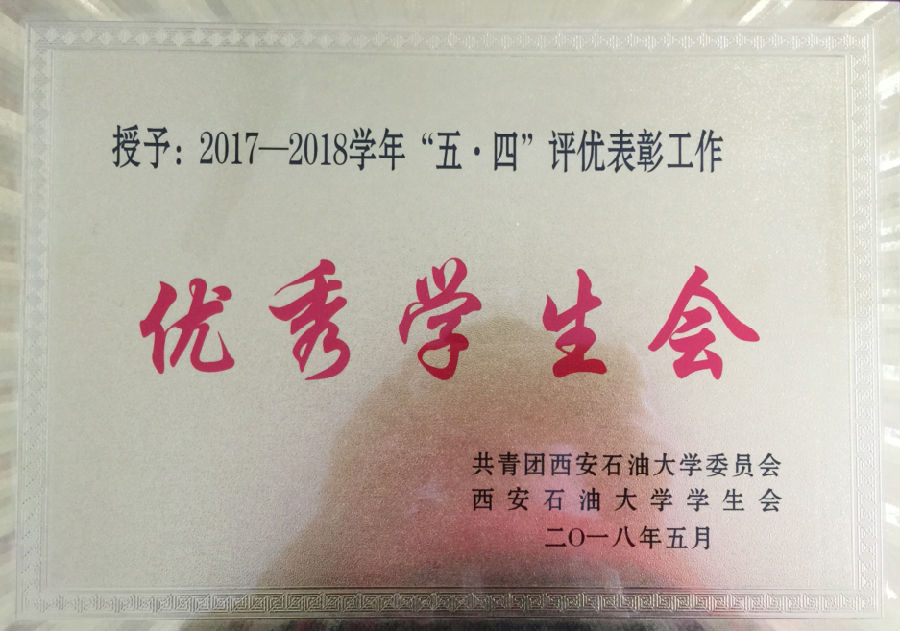 授予：2017—2018学年“五·四”评优表彰工作
优秀学生会
共青团西安石油大学委员会
西安石油大学学生会
二〇一八年五月